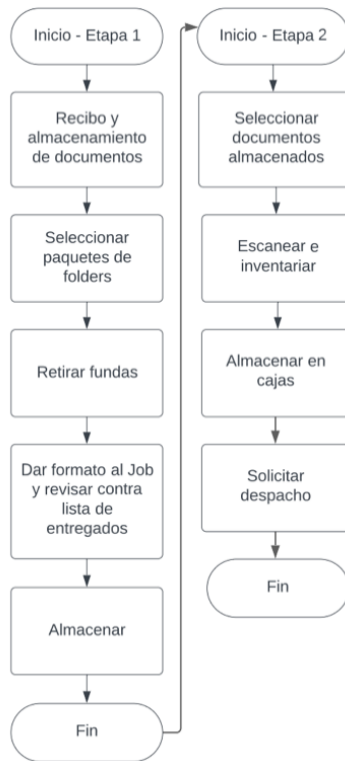 Inicio - Etapa 1
Recibo y
almacenamiento
de documentos
Seleccionar
paquetes de
folders
Retirar fundas
Dar formato al Job
y revisar contra
lista de
entregados
Almacenar
Fin
Inicio - Etapa 2
Seleccionar
documentos
almacenados
Escanear e
inventariar
Almacenar en
cajas
Solicitar
despacho
Fin